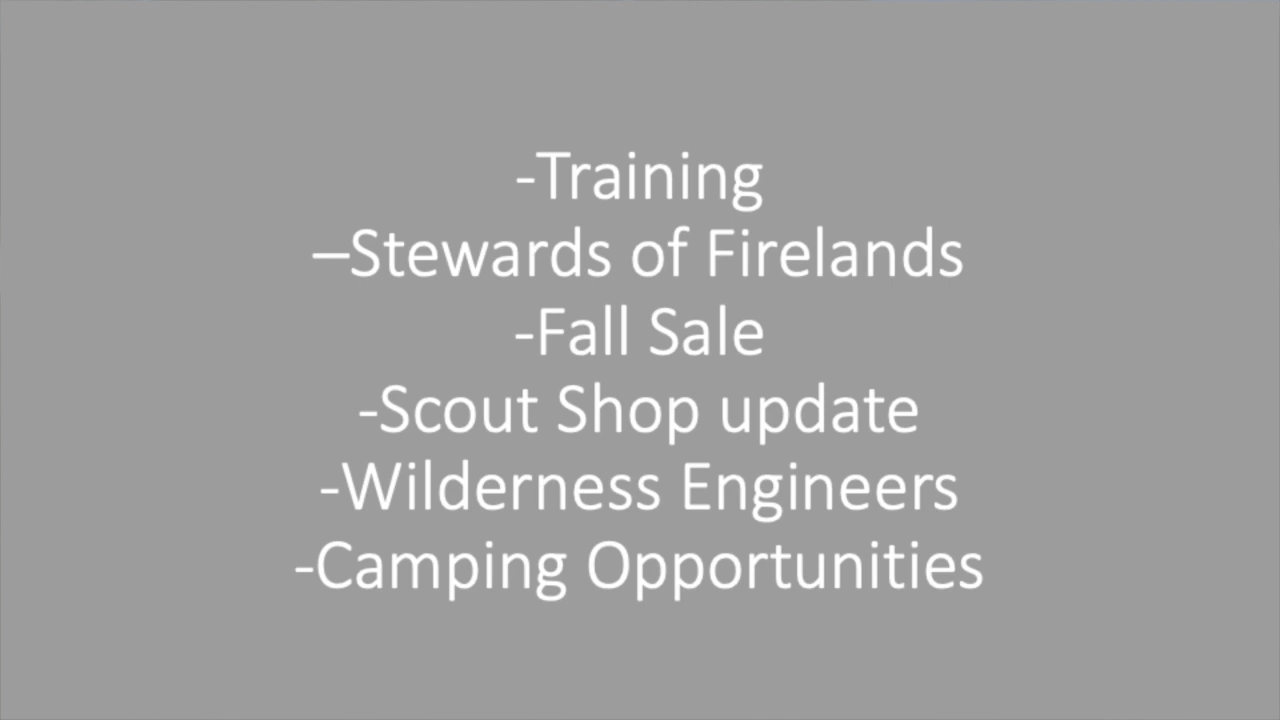 -Training
–Stewards of Firelands
-Fall Sale
-Scout Shop update
-Wilderness Engineers
-Camping Opportunities